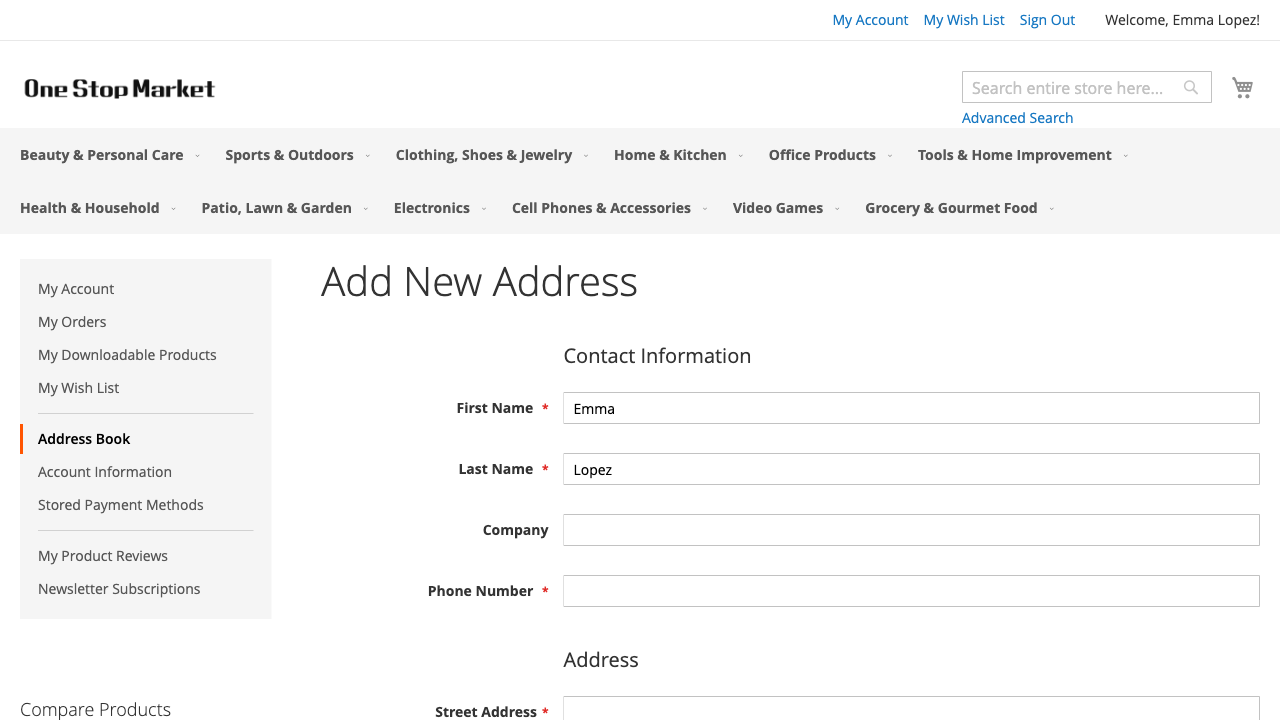 My Account My Wish List Sign Out Welcome, Emma Lopez!
One Stop Market
Search entire store here...
Advanced Search
Beauty & Personal Care Sports & Outdoors Clothing, Shoes & Jewelry Home & Kitchen Office Products Tools & Home Improvement
Health & Household Patio, Lawn & Garden Electronics Cell Phones & Accessories Video Games Grocery & Gourmet Food
My Account
My Orders
My Downloadable Products
My Wish List
Address Book
Account Information
Stored Payment Methods
My Product Reviews
Newsletter Subscriptions
Compare Products
Add New Address
Contact Information
First Name * Emma
Last Name * Lopez
Company
Phone Number *
Address
Street Address *